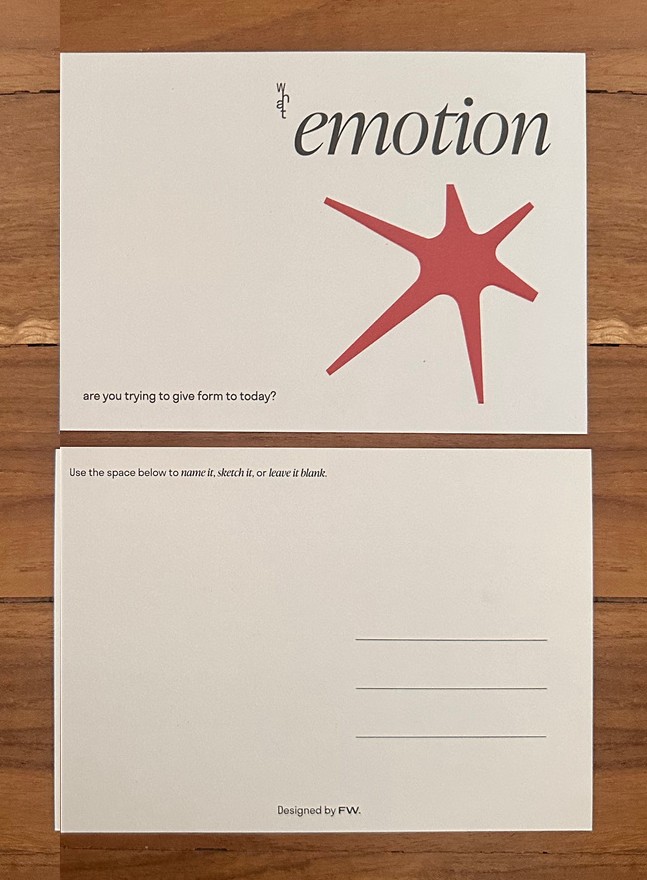 what
emotion
are you trying to give form to today?
Use the space below to name it, sketch it, or leave it blank.
Designed by FW.